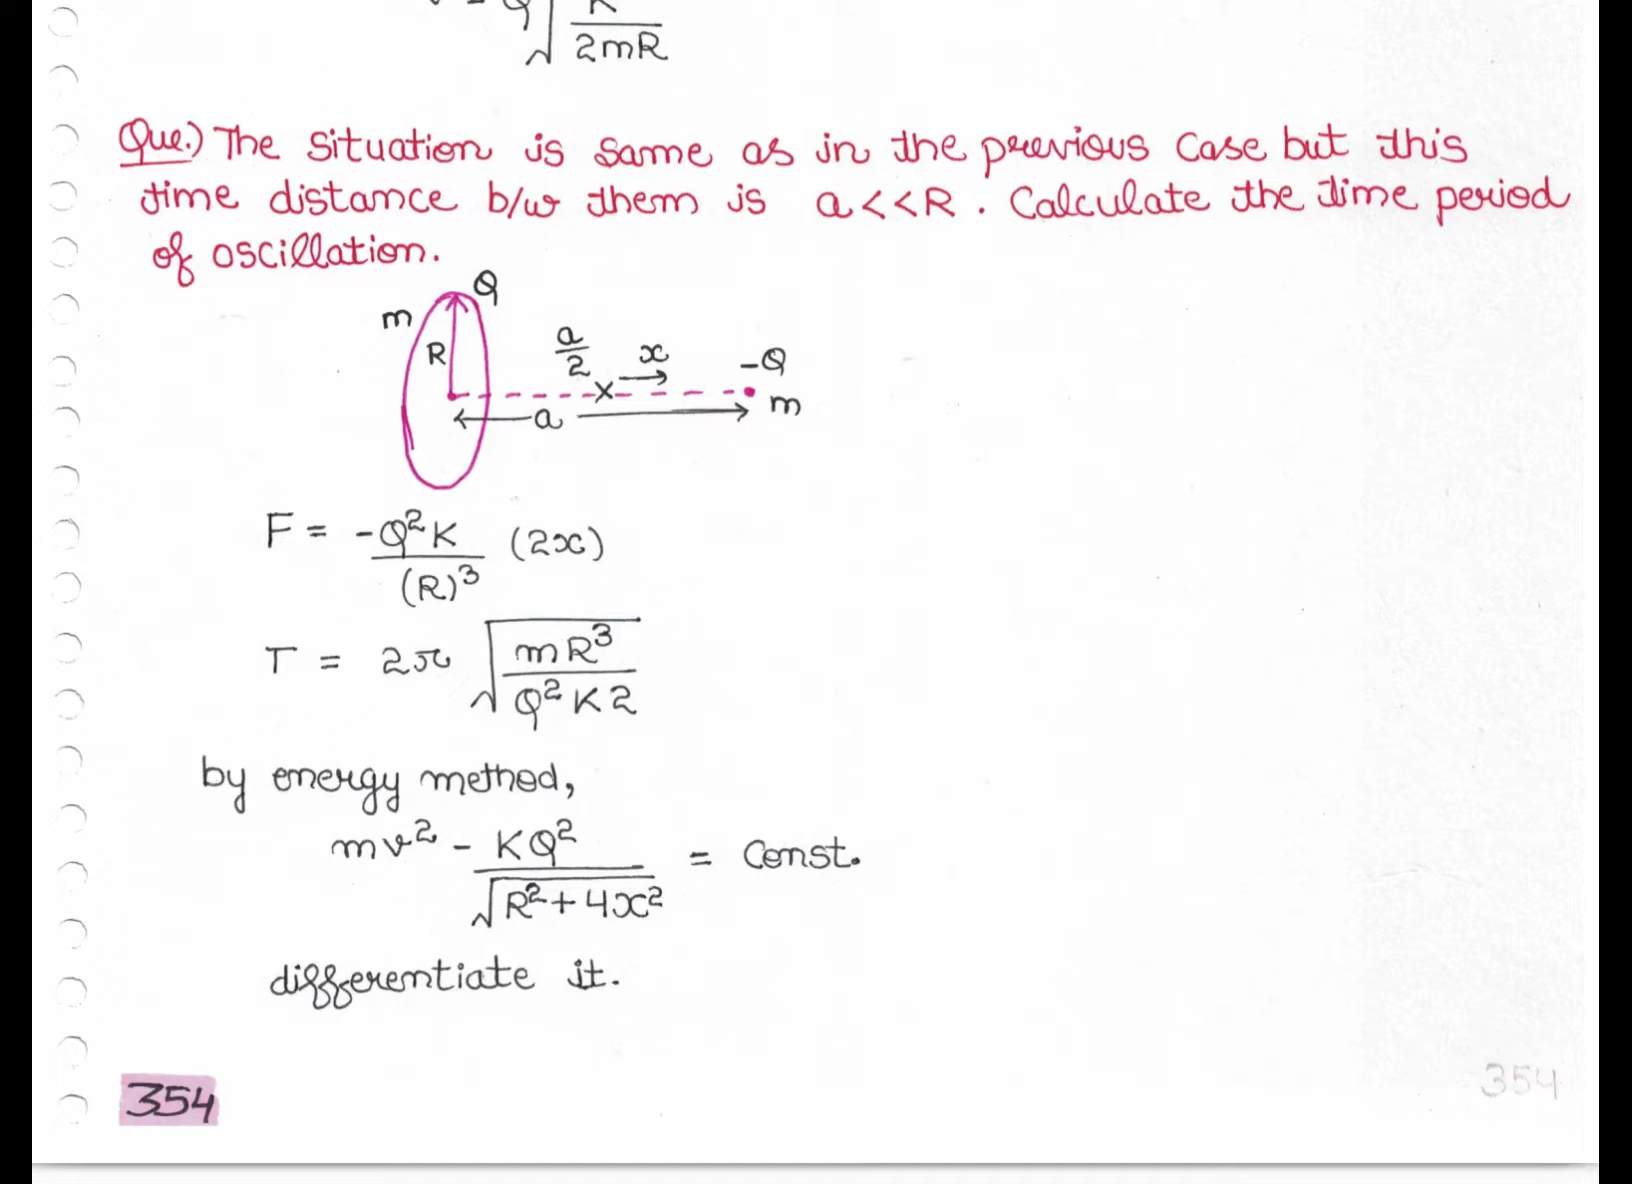 2mR
Que.) The situation is same as in the previous case but this
time distance b/w them is a<<R. Calculate the time period
of oscillation.
Q
m
R
a/2
x
-Q
x
m
a
F = -Q²K/(R)³ (2x)
T = 2π √(mR³/Q²K2)
by energy method,
mv² - KQ²/√(R²+4x²) = Const.
differentiate it.
354
354